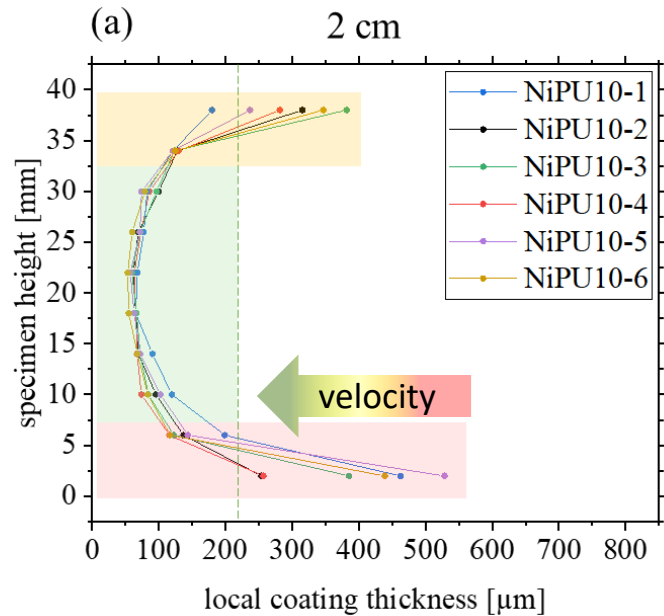 (a)
2 cm
40
35
30
25
20
15
10
5
0
specimen height [mm]
NiPU10-1
NiPU10-2
NiPU10-3
NiPU10-4
NiPU10-5
NiPU10-6
velocity
0 100 200 300 400 500 600 700 800
local coating thickness [µm]